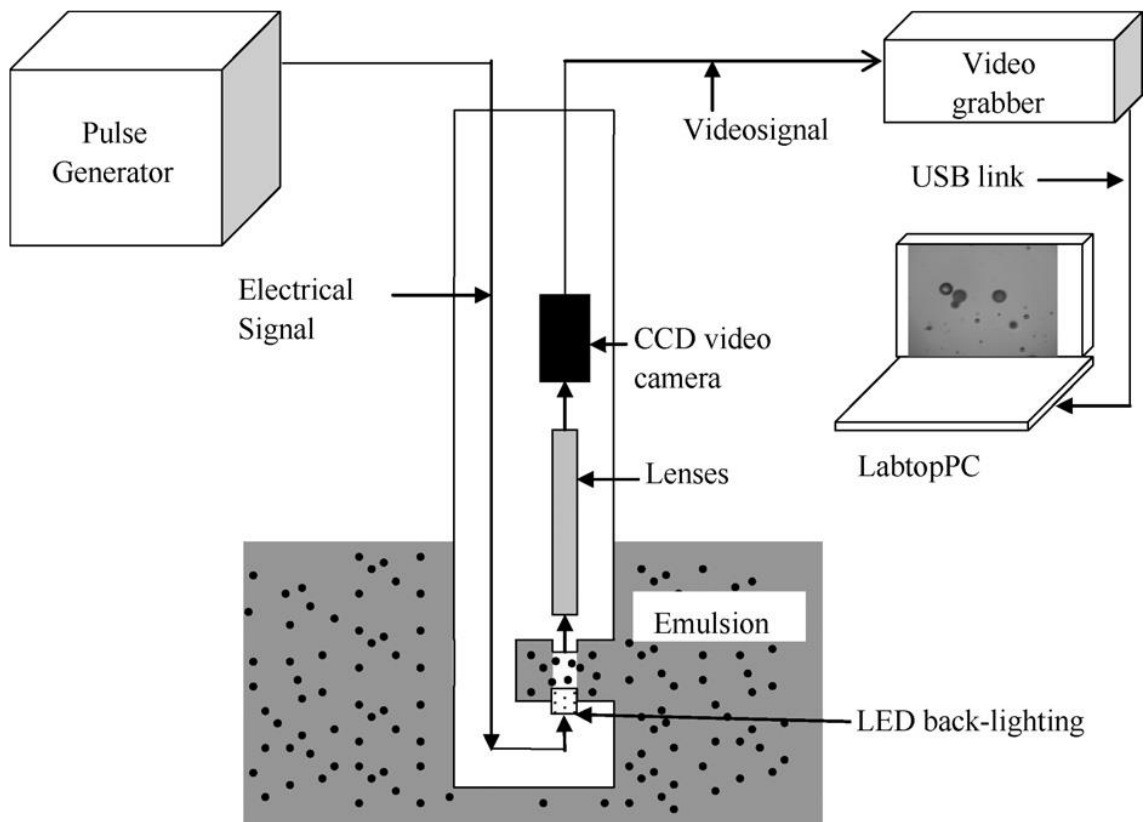 Pulse
Generator
Video
grabber
Videosignal
USB link
Electrical
Signal
CCD video
camera
Lenses
LabtopPC
Emulsion
LED back-lighting